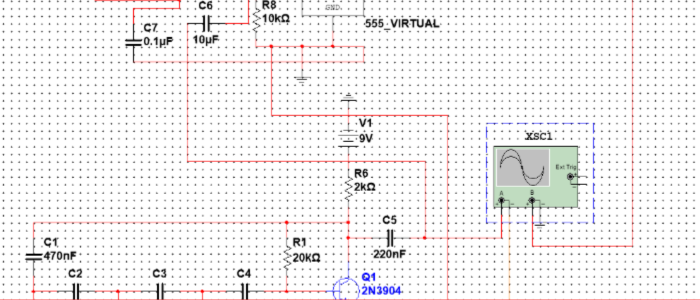 C6
R8
C7
10kΩ
GND
0.1µF
10µF
555_VIRTUAL
V1
9V
XSC1
R6
2kΩ
Ext Trig
A
B
C5
C1
R1
470nF
20kΩ
220nF
C2
C3
C4
Q1
2N3904